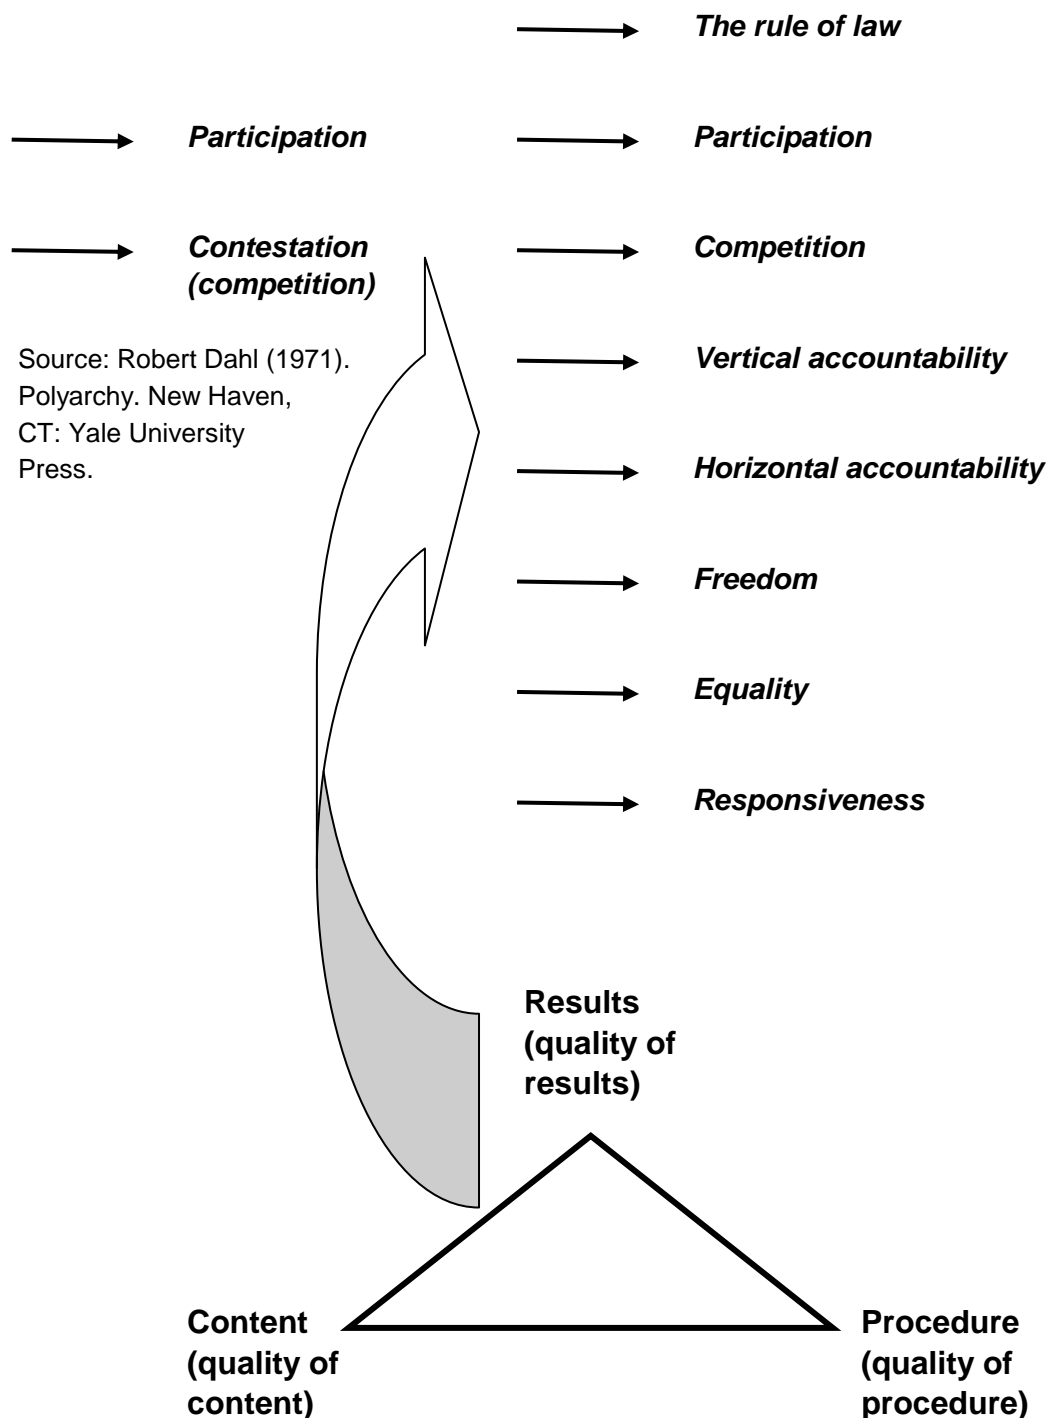 The rule of law
Participation
Participation
Contestation
(competition)
Competition
Source: Robert Dahl (1971).
Polyarchy. New Haven,
CT: Yale University
Press.
Vertical accountability
Horizontal accountability
Freedom
Equality
Responsiveness
Results
(quality of
results)
Content
(quality of
content)
Procedure
(quality of
procedure)